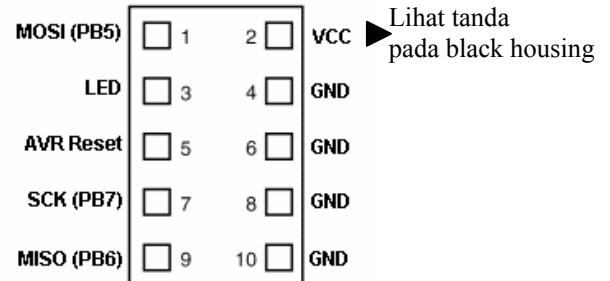 MOSI (PB5) 1 2 VCC Lihat tanda
pada black housing
LED 3 4 GND
AVR Reset 5 6 GND
SCK (PB7) 7 8 GND
MISO (PB6) 9 10 GND